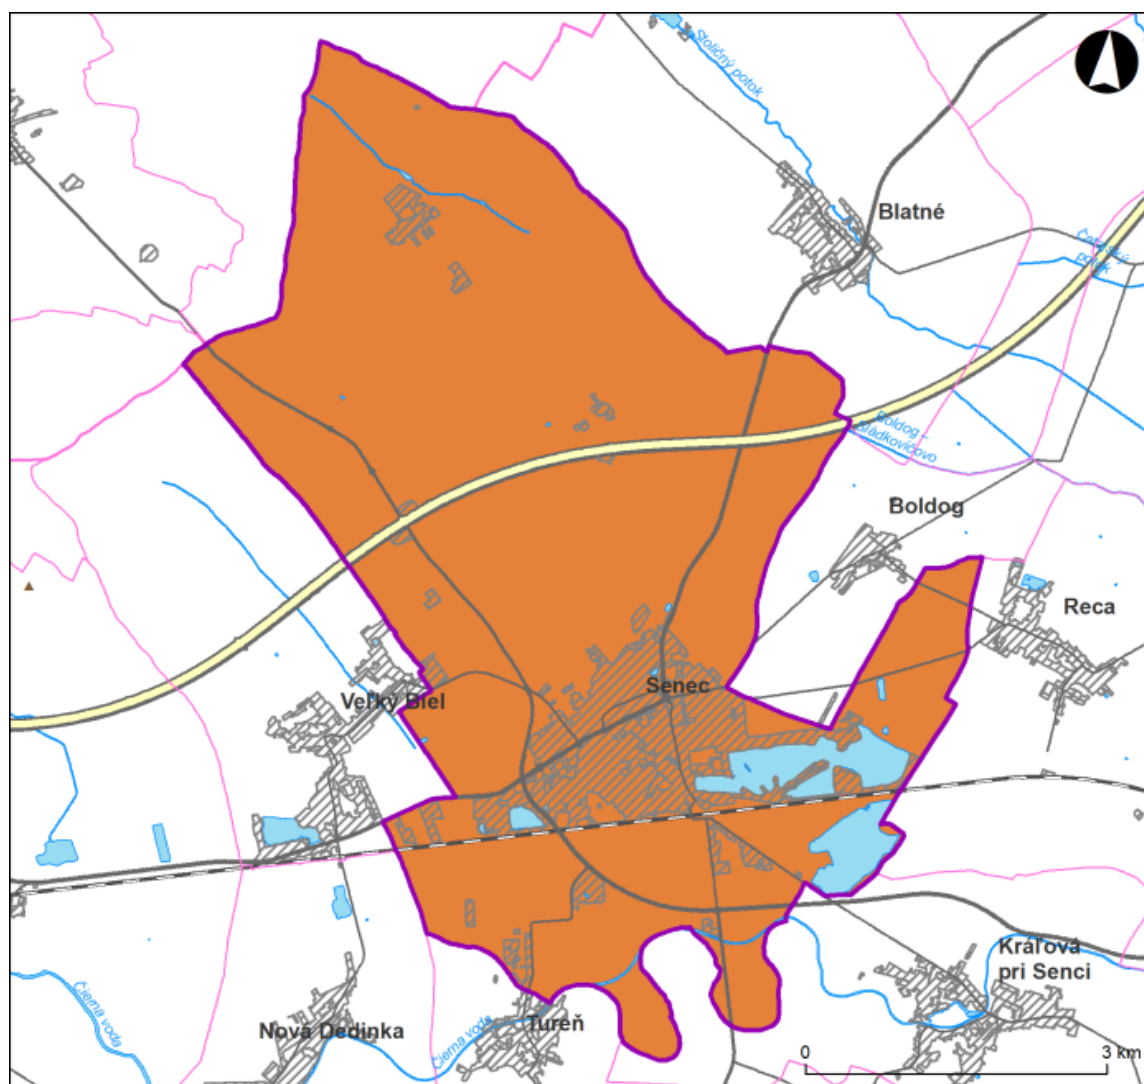 Stoličný potok
Blatné
Čatajský
potok
Boldog –
Sládkovičovo
Boldog
Reca
Senec
Veľký Biel
Kráľová
pri Senci
Čierna voda
Nová Dedinka
Čierna voda
Tureň
0
3 km